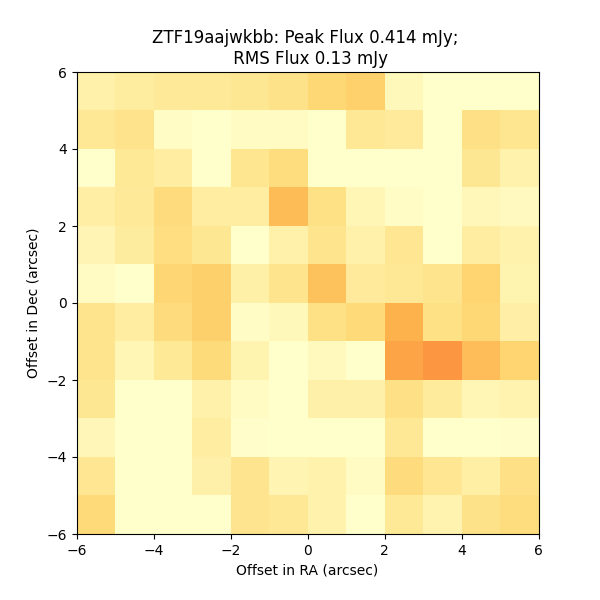 ZTF19aajwkbb: Peak Flux 0.414 mJy;
RMS Flux 0.13 mJy
6
4
2
0
−2
−4
−6
Offset in Dec (arcsec)
−6 −4 −2 0 2 4 6
Offset in RA (arcsec)